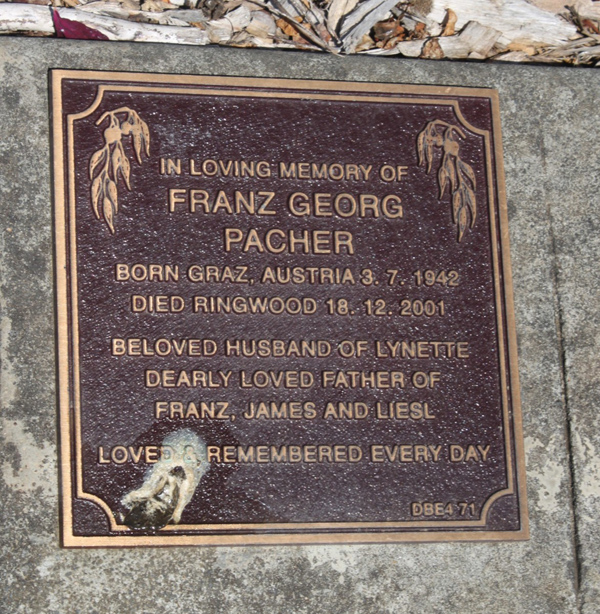 IN LOVING MEMORY OF
FRANZ GEORG
PACHER
BORN GRAZ, AUSTRIA 3. 7. 1942
DIED RINGWOOD 18. 12. 2001
BELOVED HUSBAND OF LYNETTE
DEARLY LOVED FATHER OF
FRANZ, JAMES AND LIESL
LOVED & REMEMBERED EVERY DAY
DBE4 71